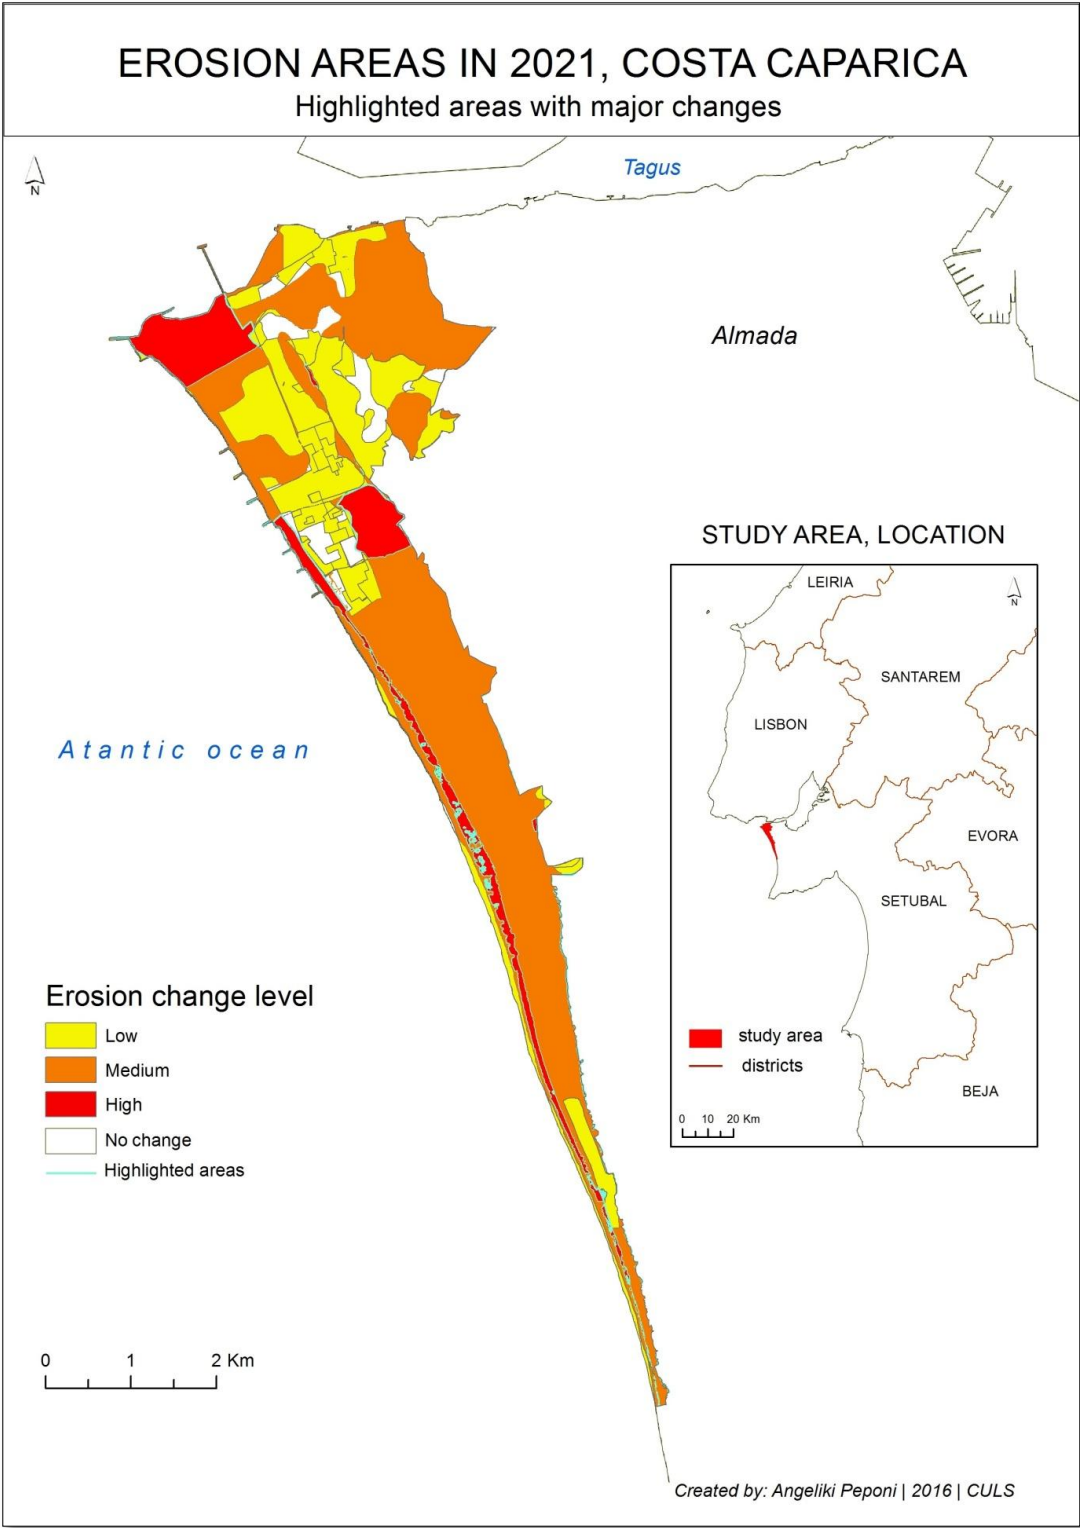 EROSION AREAS IN 2021, COSTA CAPARICA
Highlighted areas with major changes
N
Tagus
Almada
STUDY AREA, LOCATION
LEIRIA
N
SANTAREM
LISBON
EVORA
SETUBAL
study area
districts
BEJA
0 10 20 Km
Atantic ocean
Erosion change level
Low
Medium
High
No change
Highlighted areas
0 1 2 Km
Created by: Angeliki Peponi | 2016 | CULS